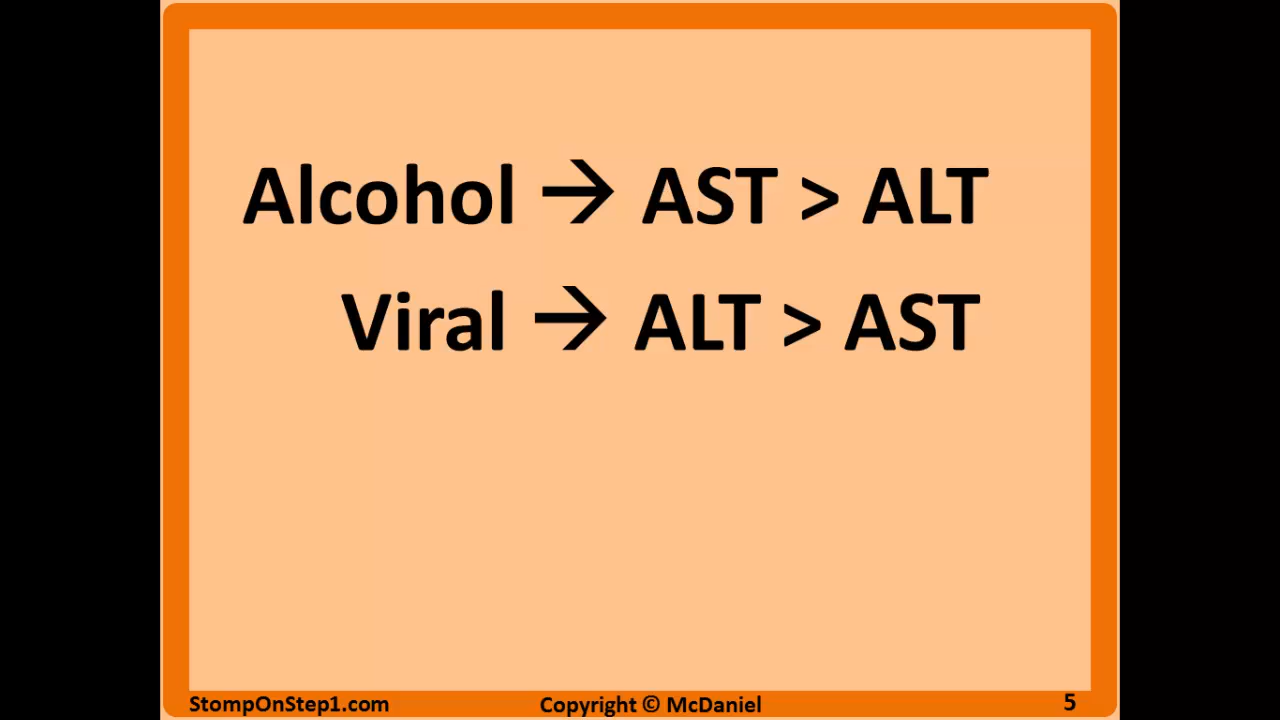 Alcohol → AST > ALT
Viral → ALT > AST
StompOnStep1.com Copyright © McDaniel 5